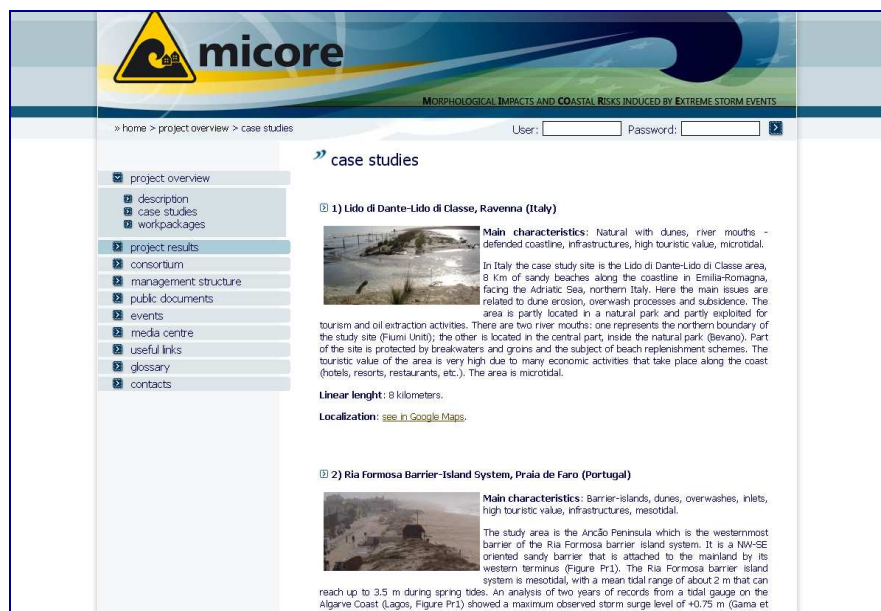 micore
MORPHOLOGICAL IMPACTS AND COASTAL RISKS INDUCED BY EXTREME STORM EVENTS
» home > project overview > case studies
User:
Password:
project overview
description
case studies
workpackages
project results
consortium
management structure
public documents
events
media centre
useful links
glossary
contacts
” case studies
1) Lido di Dante-Lido di Classe, Ravenna (Italy)
Main characteristics: Natural with dunes, river mouths -
defended coastline, infrastructures, high touristic value, microtidal.
In Italy the case study site is the Lido di Dante-Lido di Classe area,
8 Km of sandy beaches along the coastline in Emilia-Romagna,
facing the Adriatic Sea, northern Italy. Here the main issues are
related to dune erosion, overwash processes and subsidence. The
area is partly located in a natural park and partly exploited for
tourism and oil extraction activities. There are two river mouths: one represents the northern boundary of
the study site (Fiumi Uniti); the other is located in the central part, inside the natural park (Bevano). Part
of the site is protected by breakwaters and groins and the subject of beach replenishment schemes. The
touristic value of the area is very high due to many economic activities that take place along the coast
(hotels, resorts, restaurants, etc.). The area is microtidal.
Linear lenght: 8 kilometers.
Localization: see in Google Maps.
2) Ria Formosa Barrier-Island System, Praia de Faro (Portugal)
Main characteristics: Barrier-islands, dunes, overwashes, inlets,
high touristic value, infrastructures, mesotidal.
The study area is the Ancão Peninsula which is the westernmost
barrier of the Ria Formosa barrier island system. It is a NW-SE
oriented sandy barrier that is attached to the mainland by its
western terminus (Figure Pr1). The Ria Formosa barrier island
system is mesotidal, with a mean tidal range of about 2 m that can
reach up to 3.5 m during spring tides. An analysis of two years of records from a tidal gauge on the
Algarve Coast (Lagos, Figure Pr1) showed a maximum observed storm surge level of +0.75 m (Gama et